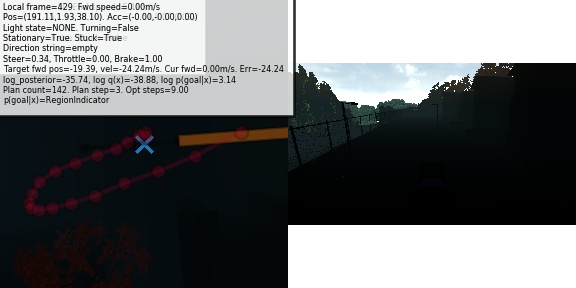 Local frame=429: Fwd speed=0.00m/s
Pos=(191.11,1.93,38.10). Acc=(-0.00,-0.00,0.00)
Light state=NONE. Turning=False
Stationary=True. Stuck=True
Direction string=empty
Steer=0.34, Throttle=0.00, Brake=1.00
Target fwd pos=-19.39, vel=-24.24m/s. Cur fwd=0.00m/s. Err=-24.24
log_posterior=-35.74, log q(x)=-38.88, log p(goal|x)=3.14
Plan count=142. Plan step=3. Opt steps=9.00
p(goal|x)=RegionIndicator